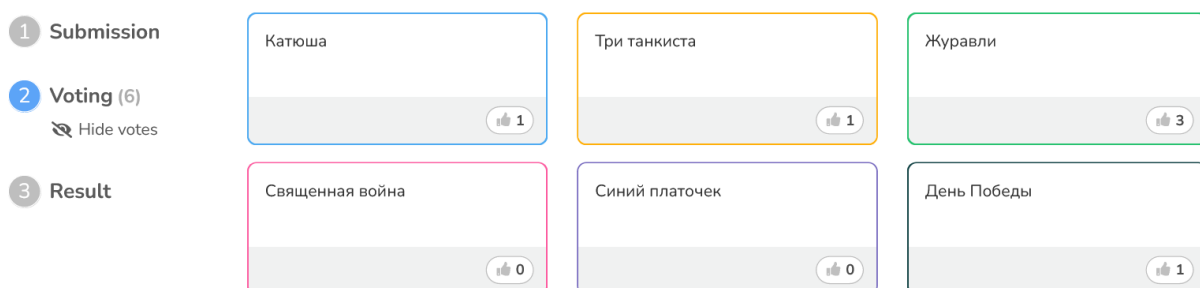 1 Submission
2 Voting (6)
Hide votes
3 Result
Катюша
1
Три танкиста
1
Журавли
3
Священная война
0
Синий платочек
0
День Победы
1